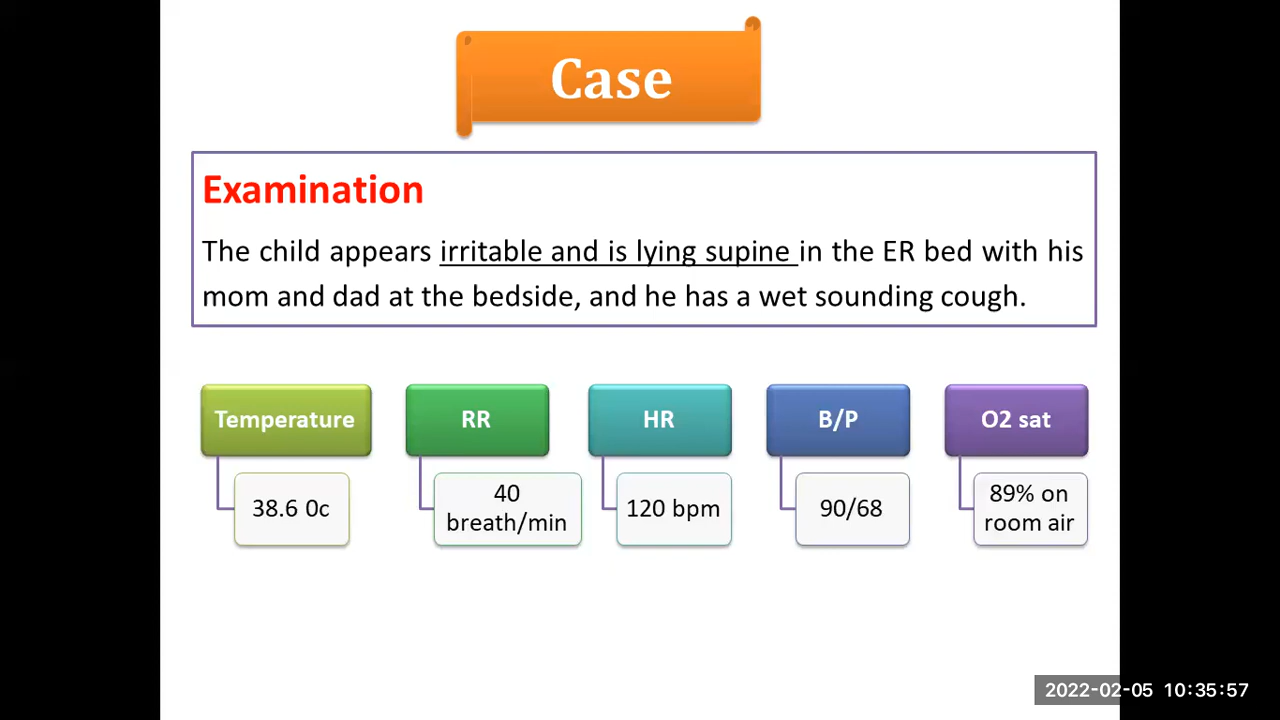 Case
Examination
The child appears irritable and is lying supine in the ER bed with his
mom and dad at the bedside, and he has a wet sounding cough.
Temperature
38.6 0c
RR
40
breath/min
HR
120 bpm
B/P
90/68
O2 sat
89% on
room air
2022-02-05 10:35:57